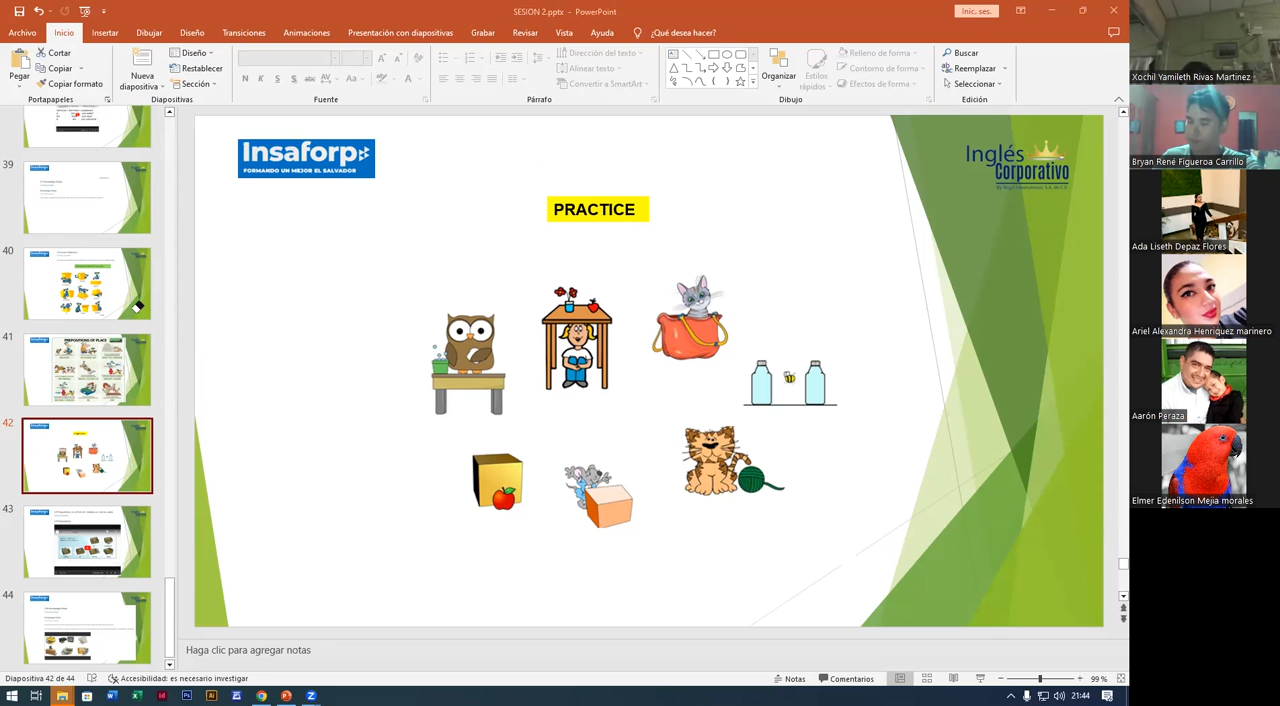 SESION 2.pptx - PowerPoint
Inic. ses.
Archivo Inicio Insertar Dibujar Diseño Transiciones Animaciones Presentación con diapositivas Grabar Revisar Vista Ayuda ¿Qué desea hacer?
Pegar
Cortar
Copiar
Copiar formato
Portapapeles
Nueva
diapositiva
Diseño
Restablecer
Sección
Diapositivas
N K S S abc AV Aa A
Fuente
Dirección del texto
Alinear texto
Convertir a SmartArt
Párrafo
Organizar
Estilos
rápidos
Relleno de forma
Contorno de forma
Efectos de forma
Dibujo
Buscar
Reemplazar
Seleccionar
Edición
39
40
41
PREPOSITIONS OF PLACE
42
43
44
Insaforp
FORMANDO UN MEJOR EL SALVADOR
Inglés
Corporativo
PRACTICE
Haga clic para agregar notas
Diapositiva 42 de 44
Accesibilidad: es necesario investigar
Notas
Comentarios
99 %
21:44
Xochil Yamileth Rivas Martinez
Bryan René Figueroa Carrillo
Ada Liseth Depaz Flores
Ariel Alexandra Henriquez marinero
Aarón Peraza
Elmer Edenilson Mejia morales